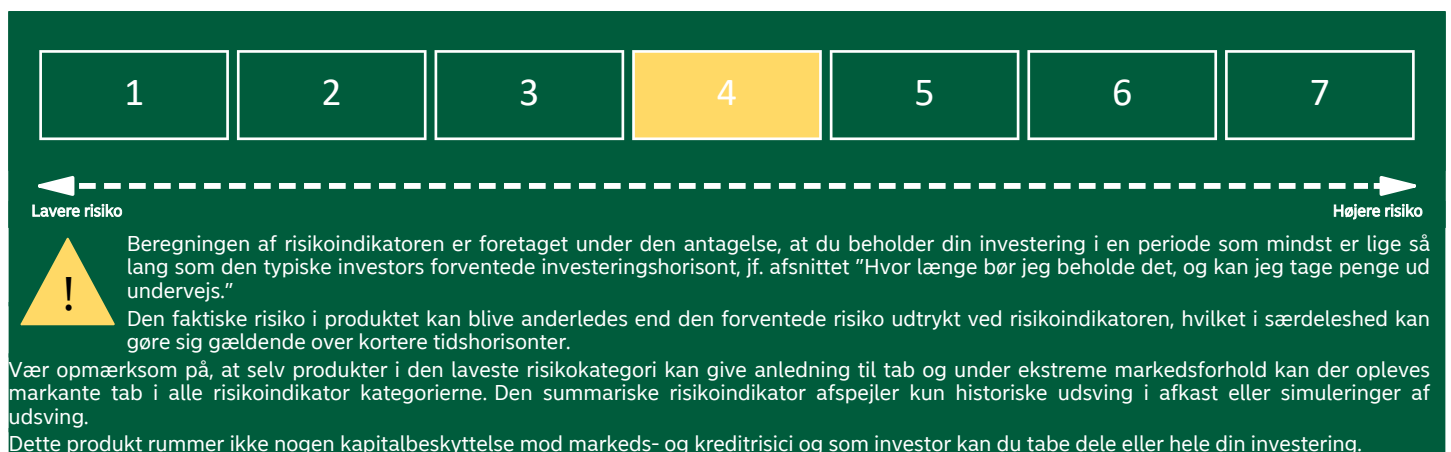 1 2 3 4 5 6 7
Lavere risiko Højere risiko
Beregningen af risikoindikatoren er foretaget under den antagelse, at du beholder din investering i en periode som mindst er lige så
lang som den typiske investors forventede investeringshorisont, jf. afsnittet ”Hvor længe bør jeg beholde det, og kan jeg tage penge ud
undervejs.”
!
Den faktiske risiko i produktet kan blive anderledes end den forventede risiko udtrykt ved risikoindikatoren, hvilket i særdeleshed kan
gøre sig gældende over kortere tidshorisonter.
Vær opmærksom på, at selv produkter i den laveste risikokategori kan give anledning til tab og under ekstreme markedsforhold kan der opleves
markante tab i alle risikoindikator kategorierne. Den summariske risikoindikator afspejler kun historiske udsving i afkast eller simuleringer af
udsving.
Dette produkt rummer ikke nogen kapitalbeskyttelse mod markeds- og kreditrisici og som investor kan du tabe dele eller hele din investering.